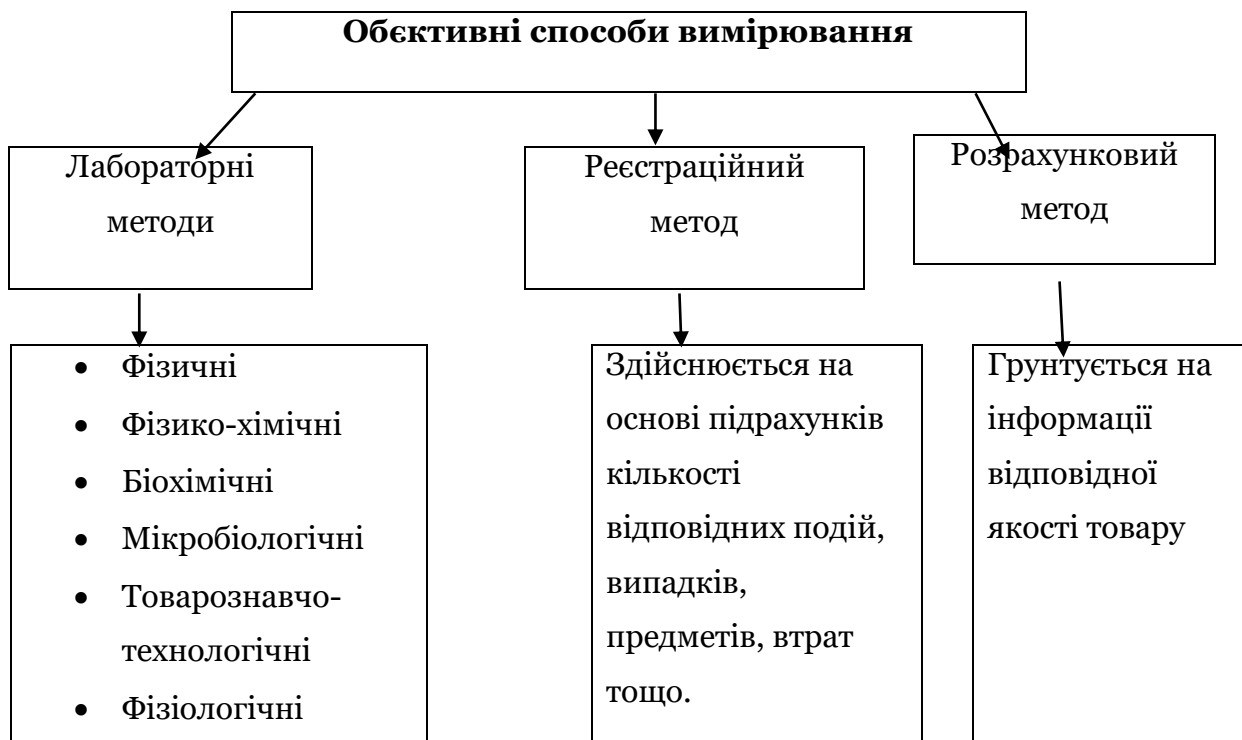 Обєктивні способи вимірювання
Лабораторні
методи
Реєстраційний
метод
Розрахунковий
метод
• Фізичні
• Фізико-хімічні
• Біохімічні
• Мікробіологічні
• Товарознавчо-
технологічні
• Фізіологічні
Здійснюється на
основі підрахунків
кількості
відповідних подій,
випадків,
предметів, втрат
тощо.
Грунтується на
інформації
відповідної
якості товару